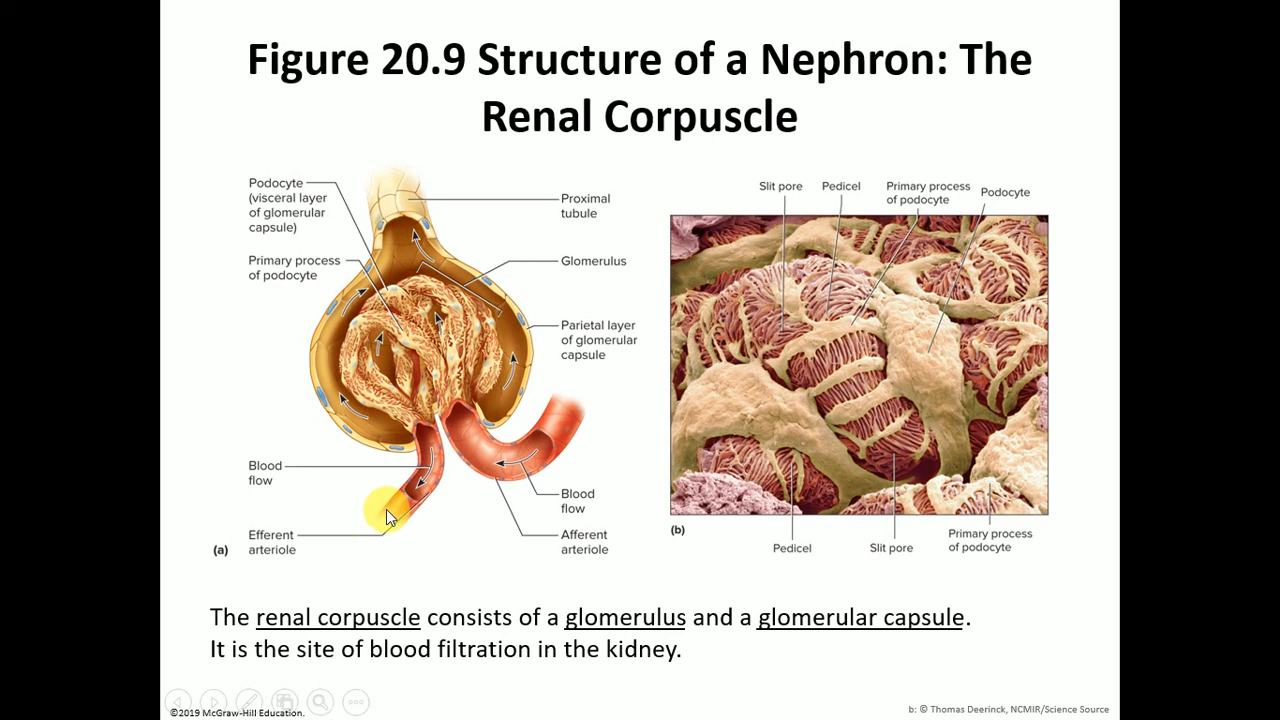 Figure 20.9 Structure of a Nephron: The
Renal Corpuscle
Podocyte
(visceral layer
of glomerular
capsule)
Primary process
of podocyte
Blood
flow
Efferent
arteriole
(a)
Proximal
tubule
Glomerulus
Parietal layer
of glomerular
capsule
Blood
flow
Afferent
arteriole
Slit pore
Pedicel
Primary process
of podocyte
Podocyte
(b)
Pedicel
Slit pore
Primary process
of podocyte
The renal corpuscle consists of a glomerulus and a glomerular capsule.
It is the site of blood filtration in the kidney.
©2019 McGraw-Hill Education.
b: © Thomas Deerinck, NCMIR/Science Source